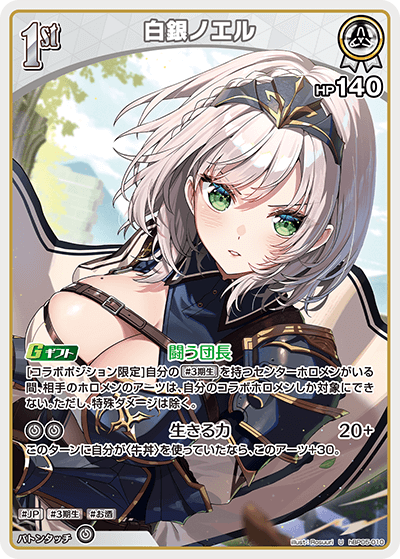 1st
白銀ノエル
HP140
Gギフト 闘う団長
[コラボポジション限定]自分の#3期生を持つセンターホロメンがいる
間、相手のホロメンのアーツは、自分のコラボホロメンしか対象にでき
ない。ただし、特殊ダメージは除く。
生きる力 20+
このターンに自分が〈牛丼〉を使っていたなら、このアーツ+30。
#JP #3期生 #お酒
バトンタッチ
Illust: Rosuuri U hBP05-010